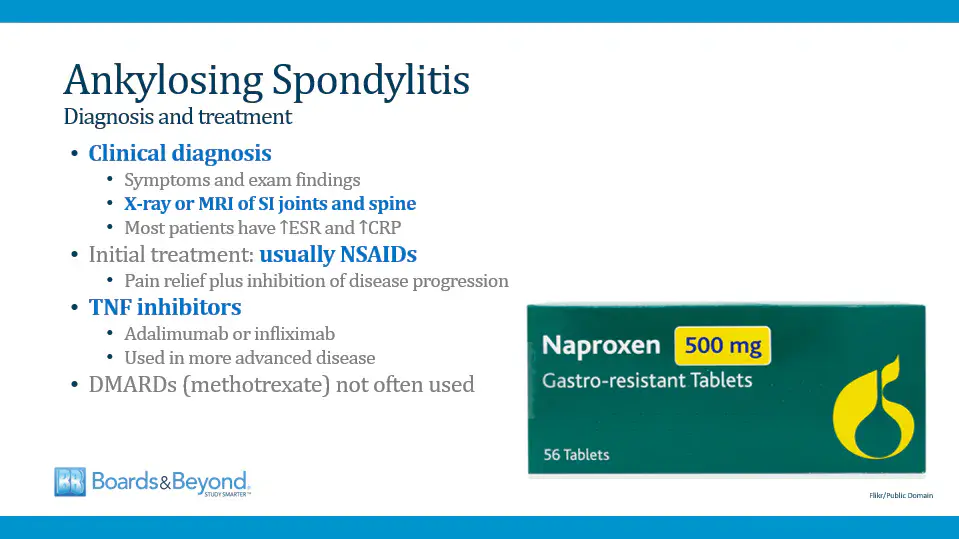 Ankylosing Spondylitis
Diagnosis and treatment
• Clinical diagnosis
• Symptoms and exam findings
• X-ray or MRI of SI joints and spine
• Most patients have ↑ESR and ↑CRP
• Initial treatment: usually NSAIDs
• Pain relief plus inhibition of disease progression
• TNF inhibitors
• Adalimumab or infliximab
• Used in more advanced disease
• DMARDs (methotrexate) not often used
Naproxen 500 mg
Gastro-resistant Tablets
56 Tablets
BB Boards&Beyond.
STUDY SMARTER™
Flikr/Public Domain